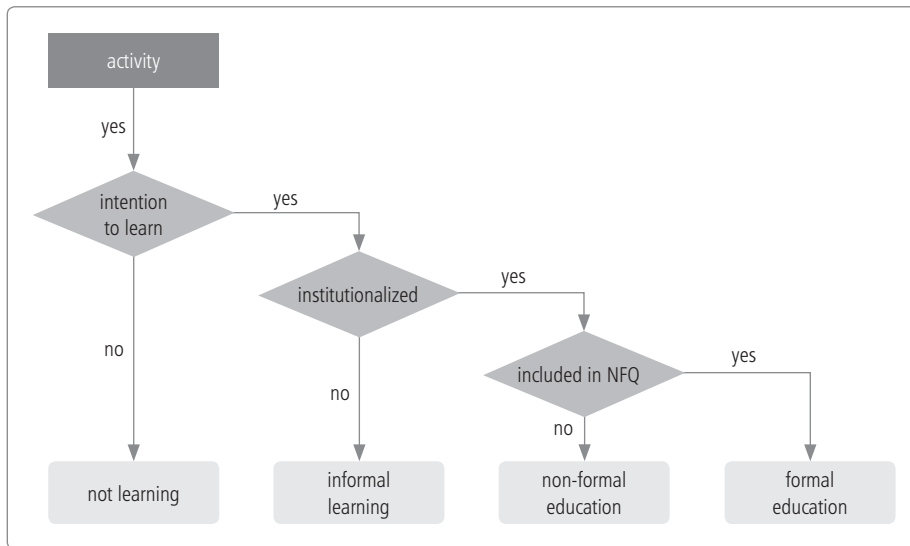 activity
yes
intention
to learn
yes
institutionalized
yes
no
included in NFQ
yes
no
no
not learning
informal
learning
non-formal
education
formal
education